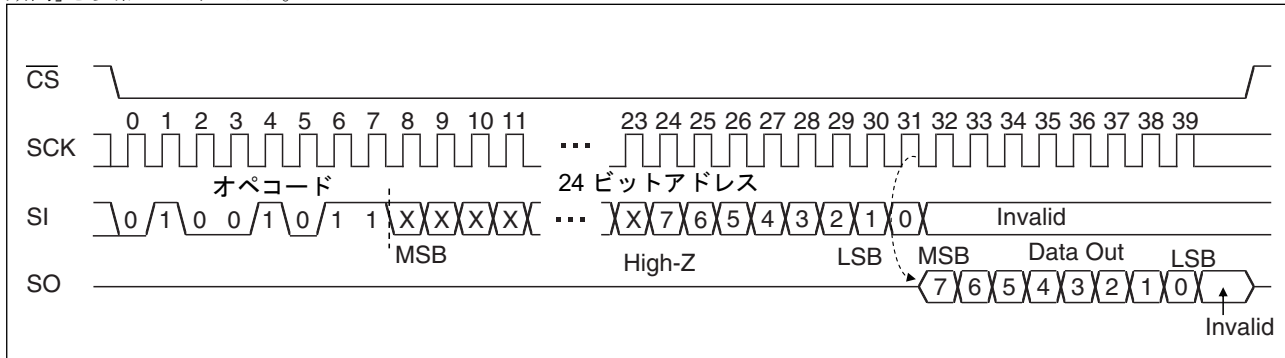 CS
0 1 2 3 4 5 6 7 8 9 10 11 23 24 25 26 27 28 29 30 31 32 33 34 35 36 37 38 39
SCK ...
オペコード 24 ビットアドレス
SI 0 1 0 0 1 0 1 1 X X X X ... X 7 6 5 4 3 2 1 0 Invalid
MSB High-Z LSB MSB Data Out LSB
SO 7 6 5 4 3 2 1 0
Invalid